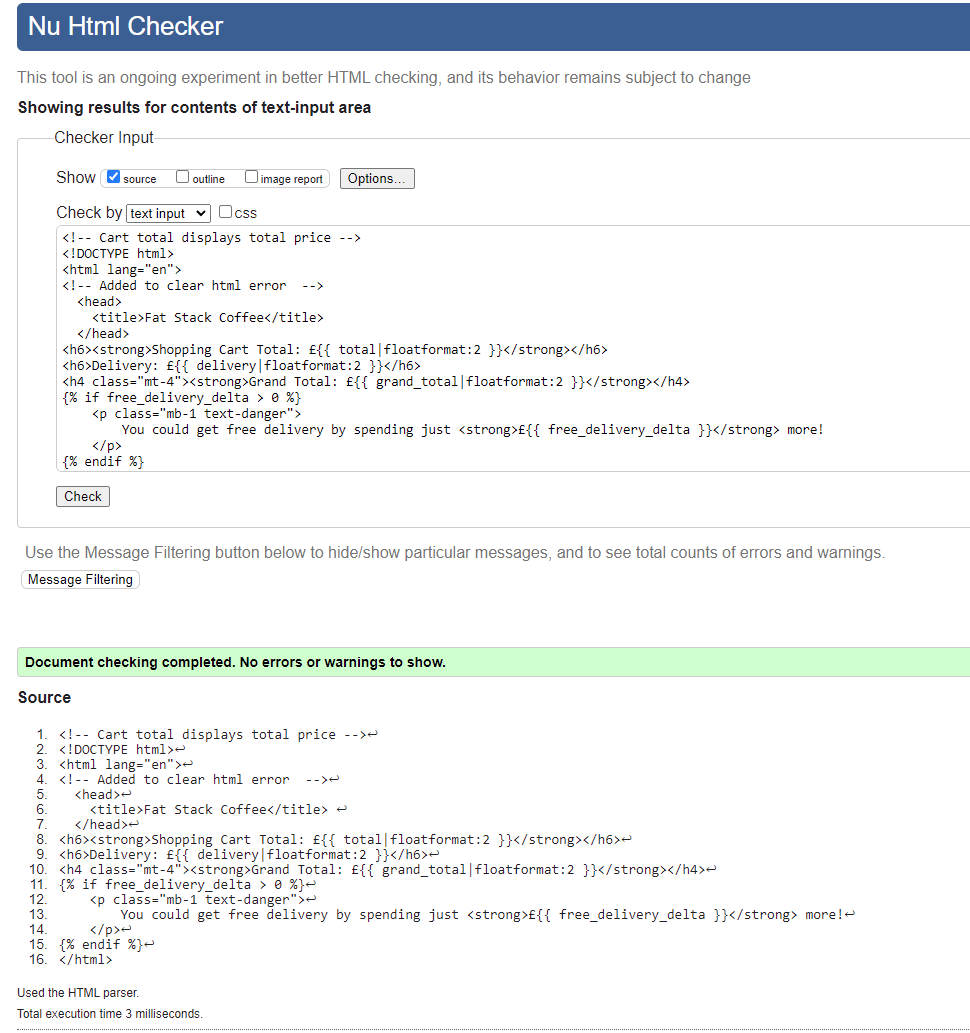 Nu Html Checker
This tool is an ongoing experiment in better HTML checking, and its behavior remains subject to change
Showing results for contents of text-input area
Checker Input
Show source outline image report Options...
Check by text input css
<!-- Cart total displays total price -->
<!DOCTYPE html>
<html lang="en">
<!-- Added to clear html error  -->
  <head>
    <title>Fat Stack Coffee</title>
  </head>
<h6><strong>Shopping Cart Total: £{{ total|floatformat:2 }}</strong></h6>
<h6>Delivery: £{{ delivery|floatformat:2 }}</h6>
<h4 class="mt-4"><strong>Grand Total: £{{ grand_total|floatformat:2 }}</strong></h4>
{% if free_delivery_delta > 0 %}
    <p class="mb-1 text-danger">
        You could get free delivery by spending just <strong>£{{ free_delivery_delta }}</strong> more!
    </p>
{% endif %}
Check
Use the Message Filtering button below to hide/show particular messages, and to see total counts of errors and warnings.
Message Filtering
Document checking completed. No errors or warnings to show.
Source
1. <!-- Cart total displays total price -->↩
2. <!DOCTYPE html>↩
3. <html lang="en">↩
4. <!-- Added to clear html error  -->↩
5.   <head>↩
6.     <title>Fat Stack Coffee</title> ↩
7.   </head>↩
8. <h6><strong>Shopping Cart Total: £{{ total|floatformat:2 }}</strong></h6>↩
9. <h6>Delivery: £{{ delivery|floatformat:2 }}</h6>↩
10. <h4 class="mt-4"><strong>Grand Total: £{{ grand_total|floatformat:2 }}</strong></h4>↩
11. {% if free_delivery_delta > 0 %}↩
12.     <p class="mb-1 text-danger">↩
13.         You could get free delivery by spending just <strong>£{{ free_delivery_delta }}</strong> more!↩
14.     </p>↩
15. {% endif %}↩
16. </html>
Used the HTML parser.
Total execution time 3 milliseconds.